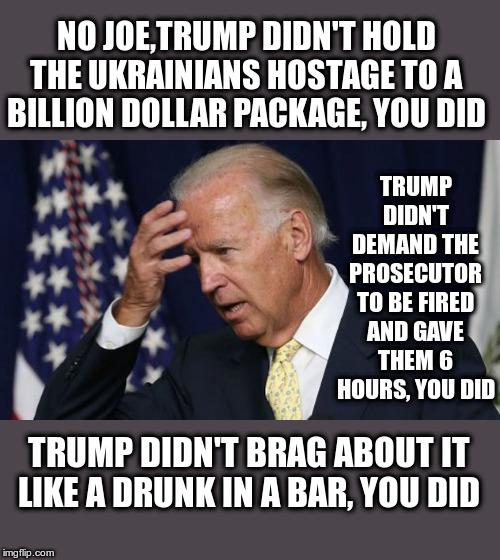 NO JOE,TRUMP DIDN'T HOLD
THE UKRAINIANS HOSTAGE TO A
BILLION DOLLAR PACKAGE, YOU DID
TRUMP
DIDN'T
DEMAND THE
PROSECUTOR
TO BE FIRED
AND GAVE
THEM 6
HOURS, YOU DID
TRUMP DIDN'T BRAG ABOUT IT
LIKE A DRUNK IN A BAR, YOU DID
imgflip.com